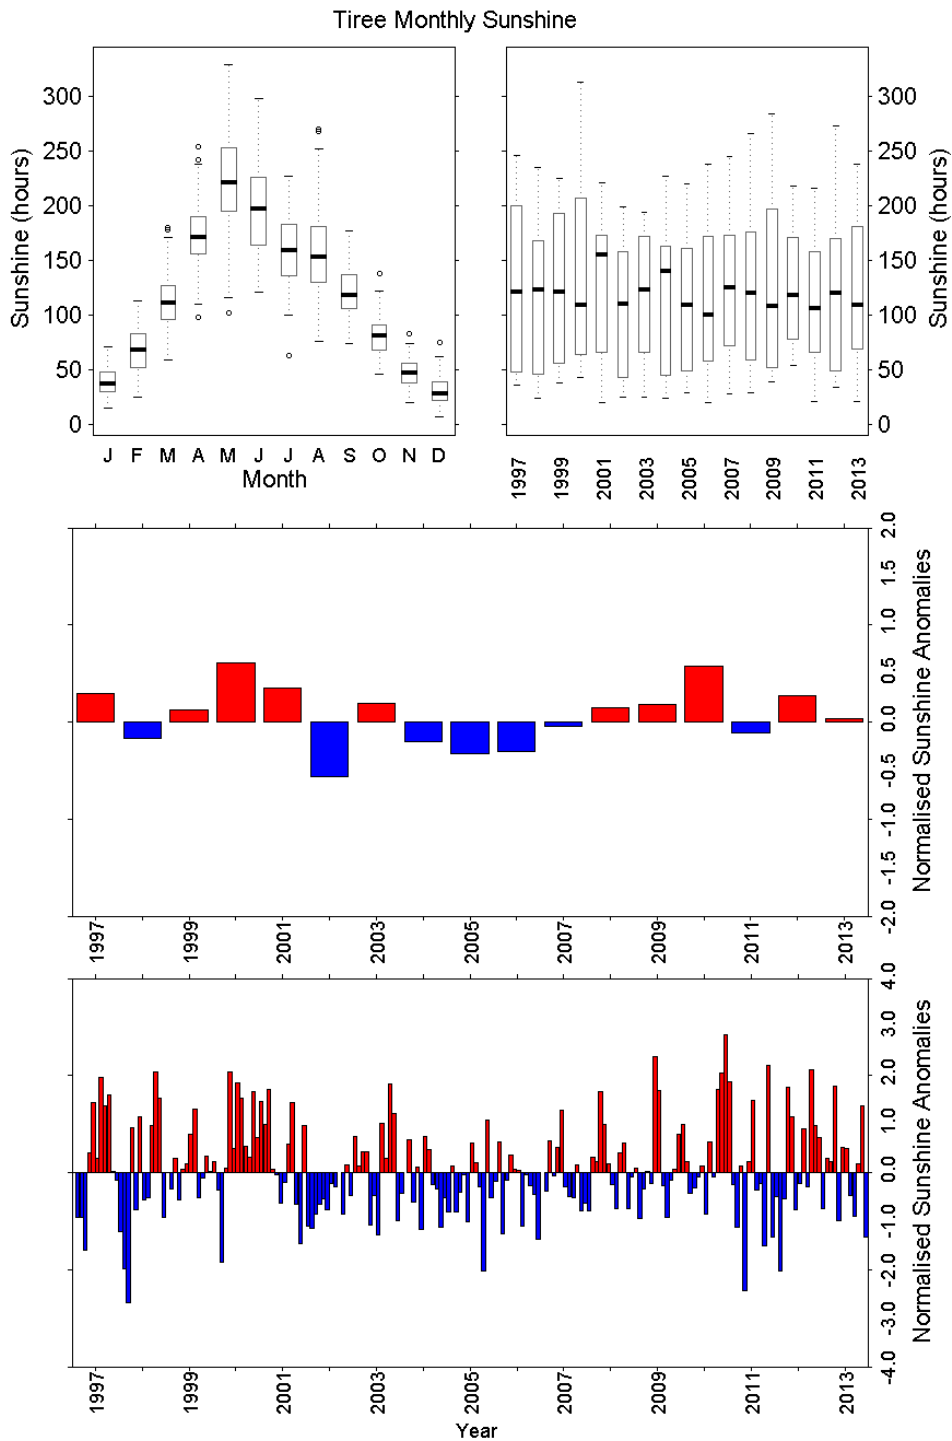 Tiree Monthly Sunshine
Sunshine (hours)
300
250
200
150
100
50
0
J F M A M J J A S O N D
Month
300
250
200
150
100
50
0
Sunshine (hours)
1997 1999 2001 2003 2005 2007 2009 2011 2013
2.0
1.5
1.0
0.5
0.0
-0.5
-1.0
-1.5
-2.0
Normalised Sunshine Anomalies
1997 1999 2001 2003 2005 2007 2009 2011 2013
4.0
3.0
2.0
1.0
0.0
-1.0
-2.0
-3.0
-4.0
Normalised Sunshine Anomalies
1997 1999 2001 2003 2005 2007 2009 2011 2013
Year